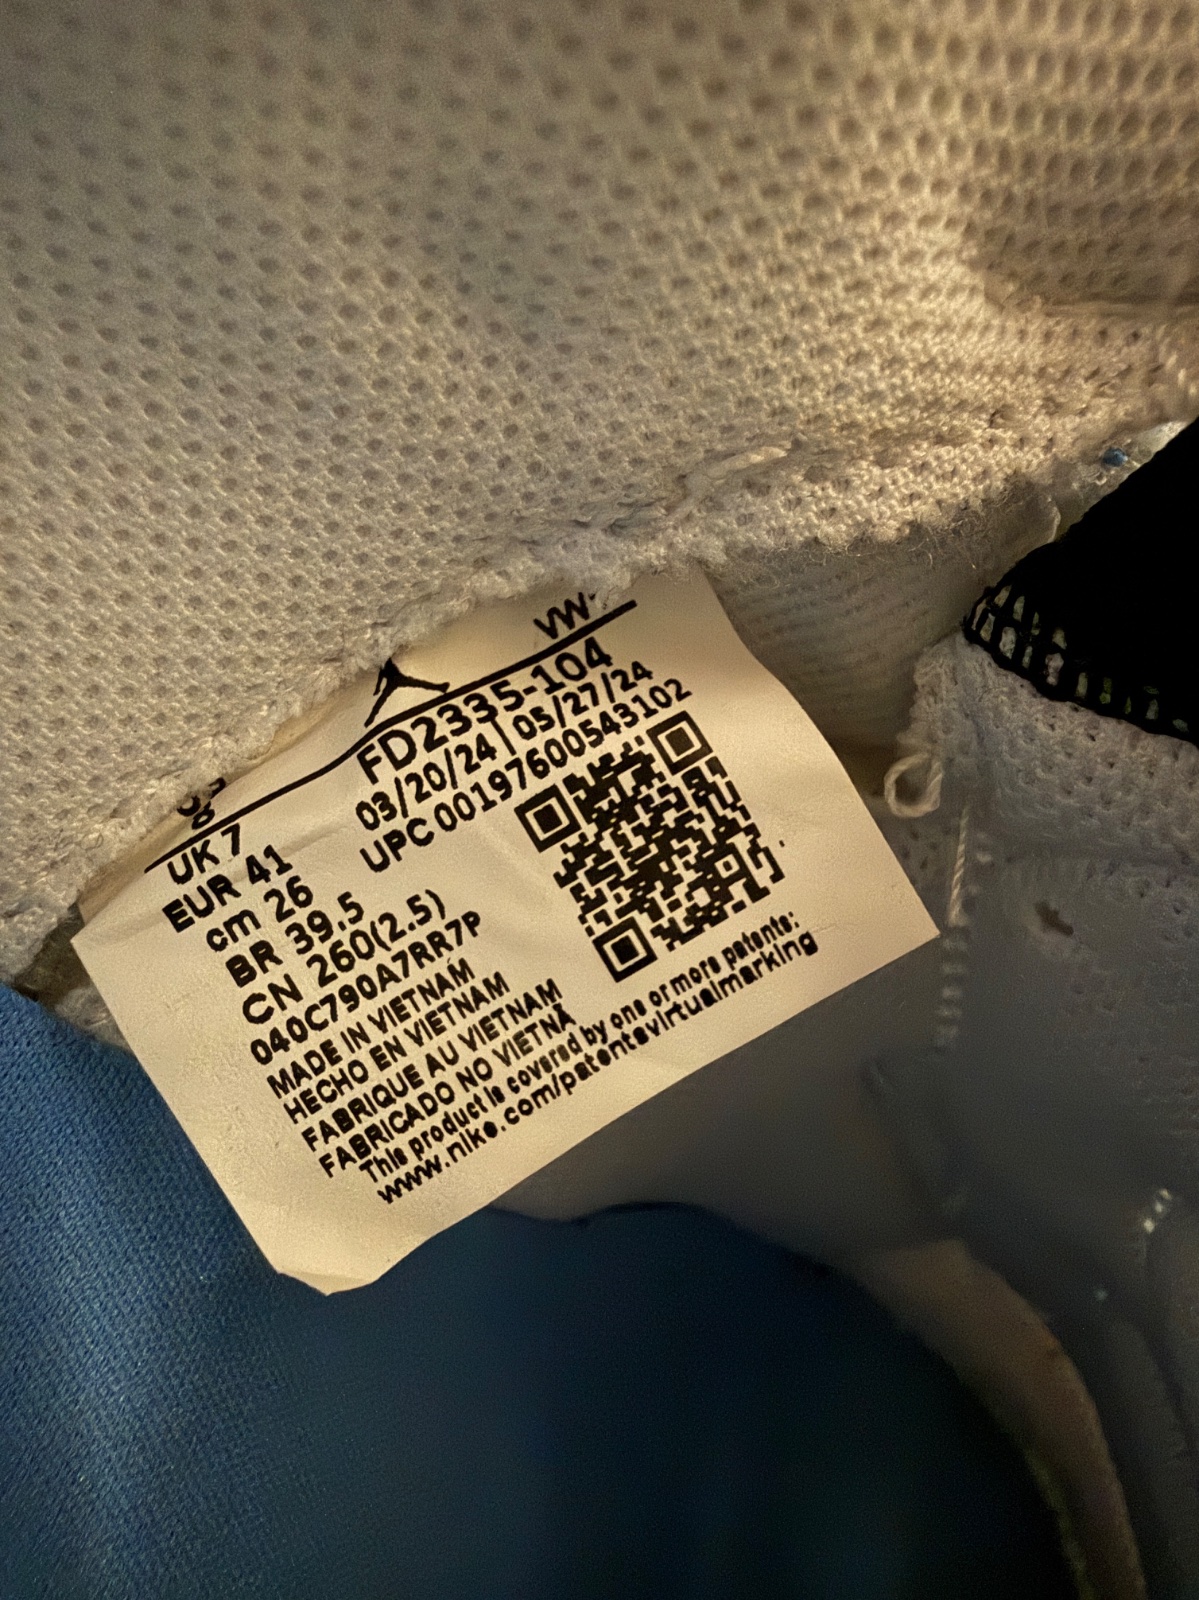 VW
8
FD2335-104
03/20/24 | 05/27/24
UPC 00197600543102
UK 7
EUR 41
cm 26
BR 39,5
CN 260(2.5)
040C790A7RR7P
MADE IN VIETNAM
HECHO EN VIETNAM
FABRIQUE AU VIETNAM
FABRICADO NO VIETNÃ
This product is covered by one or more patents:
www.nike.com/patentsvirtualmarking